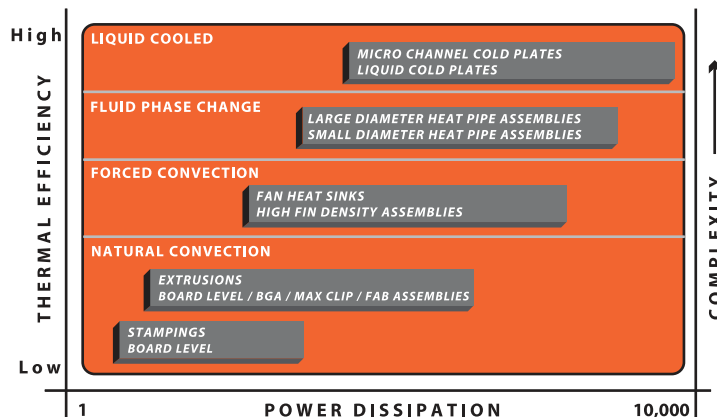 High
LIQUID COOLED
MICRO CHANNEL COLD PLATES
LIQUID COLD PLATES
FLUID PHASE CHANGE
LARGE DIAMETER HEAT PIPE ASSEMBLIES
SMALL DIAMETER HEAT PIPE ASSEMBLIES
FORCED CONVECTION
FAN HEAT SINKS
HIGH FIN DENSITY ASSEMBLIES
NATURAL CONVECTION
EXTRUSIONS
BOARD LEVEL / BGA / MAX CLIP / FAB ASSEMBLIES
STAMPINGS
BOARD LEVEL
Low
THERMAL EFFICIENCY
COMPLEXITY
1
POWER DISSIPATION
10,000